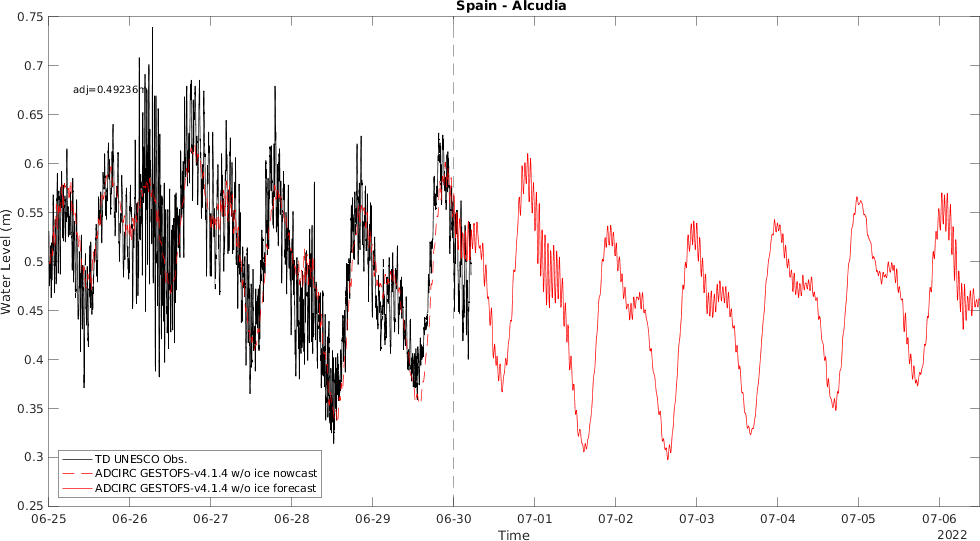 Spain - Alcudia
0.75
0.7
0.65
0.6
0.55
0.5
0.45
0.4
0.35
0.3
0.25
Water Level (m)
adj=0.49236m
TD UNESCO Obs.
ADCIRC GESTOFS-v4.1.4 w/o ice nowcast
ADCIRC GESTOFS-v4.1.4 w/o ice forecast
06-25 06-26 06-27 06-28 06-29 06-30 07-01 07-02 07-03 07-04 07-05 07-06
Time
2022